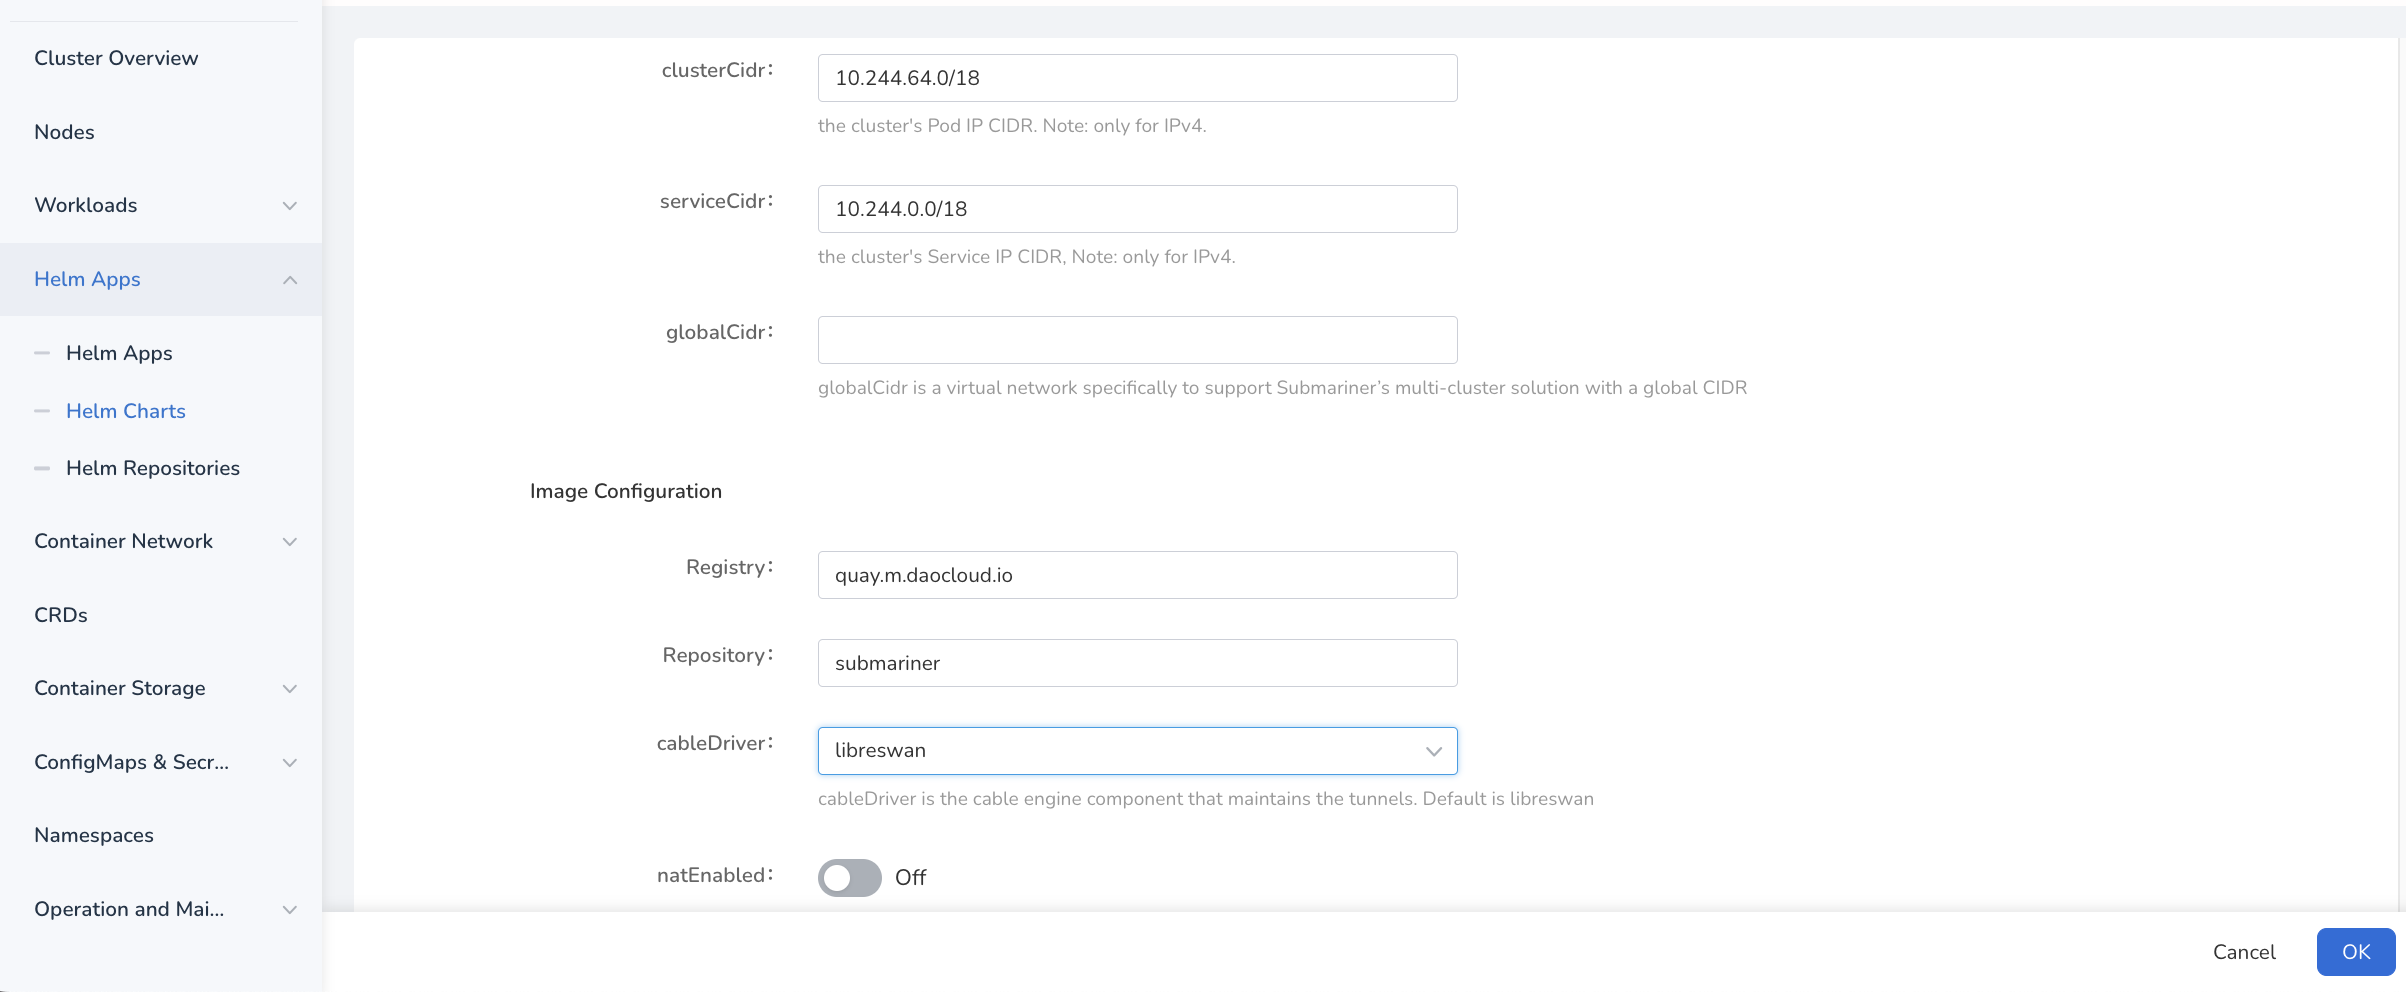 Cluster Overview
Nodes
Workloads
Helm Apps
Helm Apps
Helm Charts
Helm Repositories
Container Network
CRDs
Container Storage
ConfigMaps & Secr...
Namespaces
Operation and Mai...
clusterCidr:
10.244.64.0/18
the cluster's Pod IP CIDR. Note: only for IPv4.
serviceCidr:
10.244.0.0/18
the cluster's Service IP CIDR, Note: only for IPv4.
globalCidr:
globalCidr is a virtual network specifically to support Submariner’s multi-cluster solution with a global CIDR
Image Configuration
Registry:
quay.m.daocloud.io
Repository:
submariner
cableDriver:
libreswan
cableDriver is the cable engine component that maintains the tunnels. Default is libreswan
natEnabled:
Off
Cancel
OK